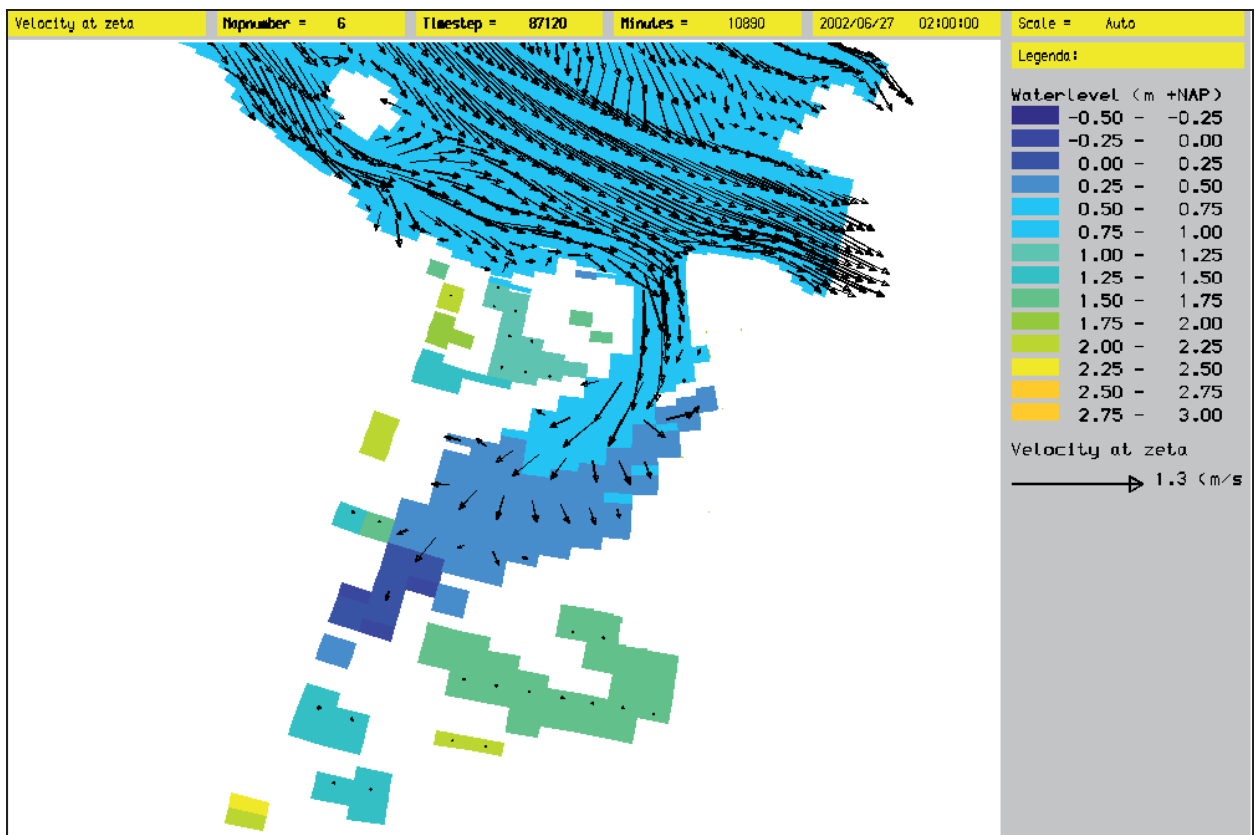 Velocity at zeta Mapnumber = 6 Timestep = 87120 Minutes = 10890 2002/06/27 02:00:00 Scale = Auto
Legenda:
Waterlevel (m +NAP)
-0.50 - -0.25
-0.25 - 0.00
0.00 - 0.25
0.25 - 0.50
0.50 - 0.75
0.75 - 1.00
1.00 - 1.25
1.25 - 1.50
1.50 - 1.75
1.75 - 2.00
2.00 - 2.25
2.25 - 2.50
2.50 - 2.75
2.75 - 3.00
Velocity at zeta
1.3 (m/s